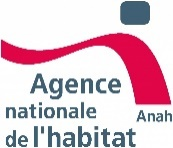 Agence
nationale
de l'habitat
Anah